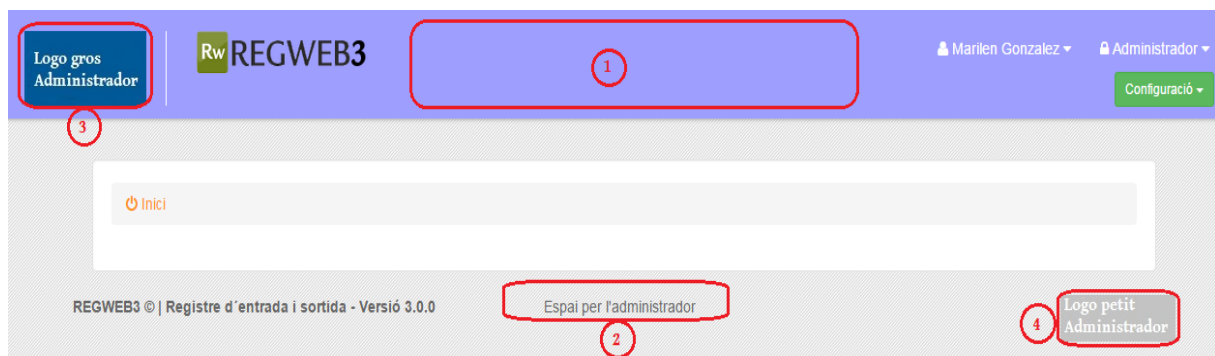 Logo gros
Administrador
3
Rw REGWEB3
1
Marilen Gonzalez
Administrador
Configuració
Inici
REGWEB3 © | Registre d´entrada i sortida - Versió 3.0.0
Espai per l'administrador
2
4
Logo petit
Administrador